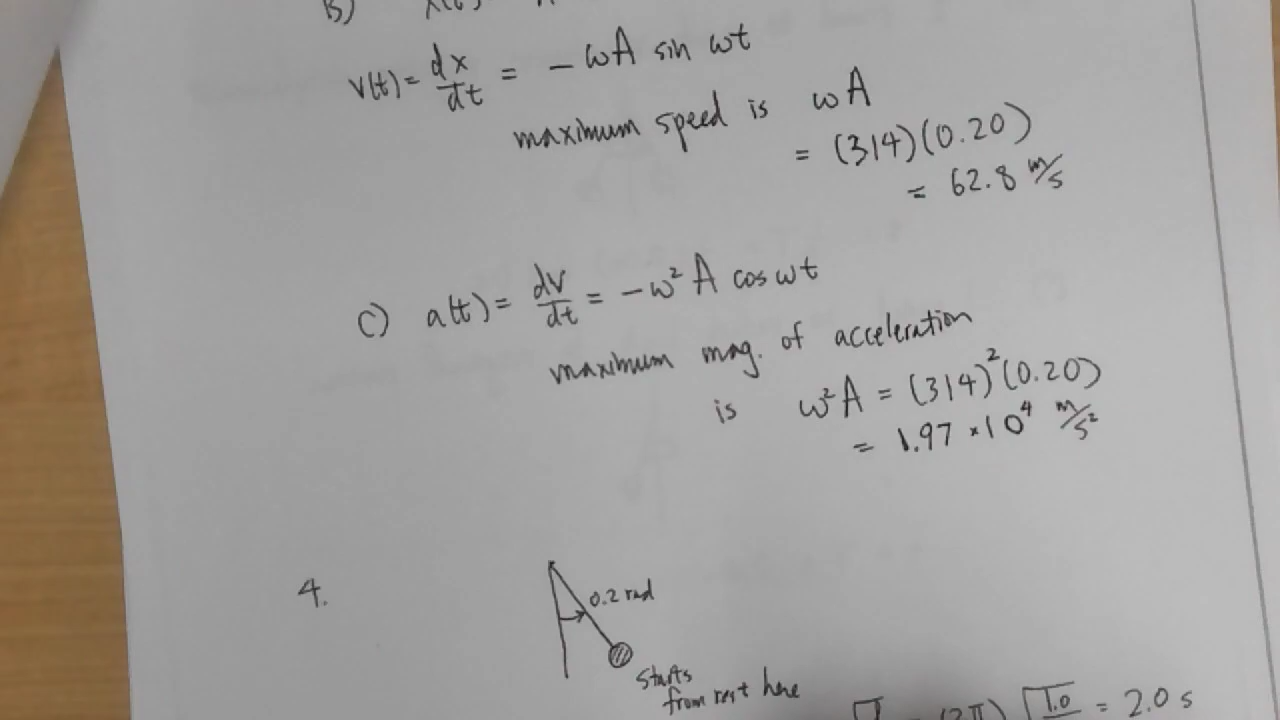 B)
v(t) = dx/dt = - ωA sin ωt
maximum speed is ωA
= (314)(0.20)
= 62.8 m/s
c) a(t) = dv/dt = -ω² A cos ωt
maximum mag. of acceleration
is ω²A = (314)²(0.20)
= 1.97 × 10⁴ m/s²
4.
0.2 rad
starts
from rest here
√1.0 = 2.0 s